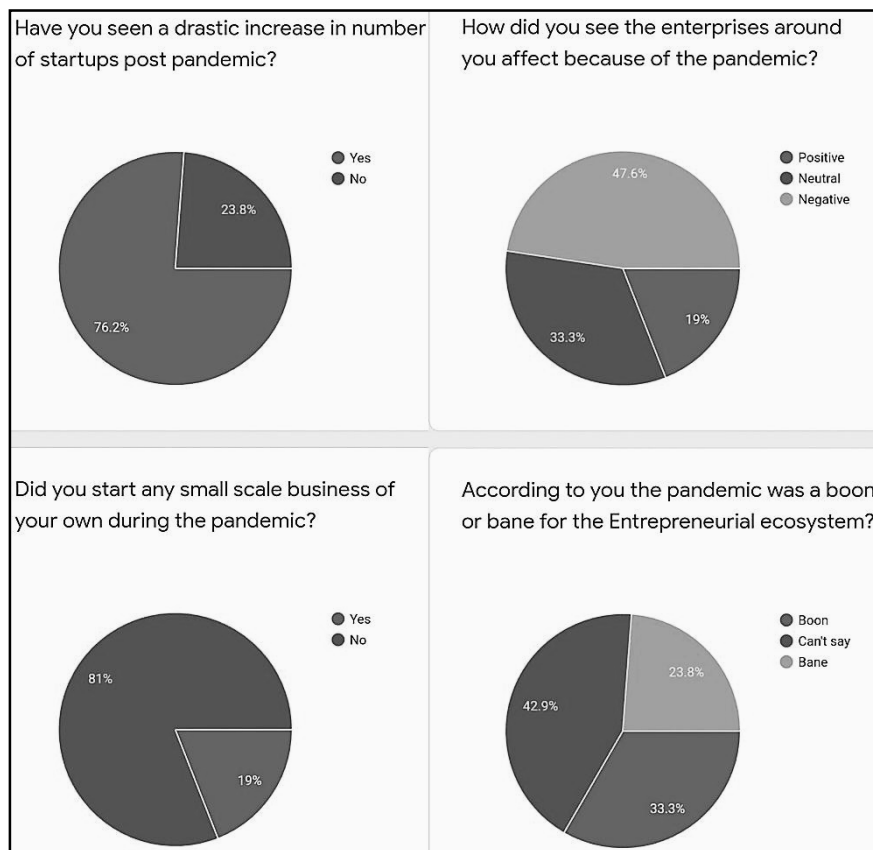 Have you seen a drastic increase in number
of startups post pandemic?
Yes
No
23.8%
76.2%
How did you see the enterprises around
you affect because of the pandemic?
Positive
Neutral
Negative
47.6%
33.3%
19%
Did you start any small scale business of
your own during the pandemic?
Yes
No
81%
19%
According to you the pandemic was a boon
or bane for the Entrepreneurial ecosystem?
Boon
Can't say
Bane
23.8%
42.9%
33.3%